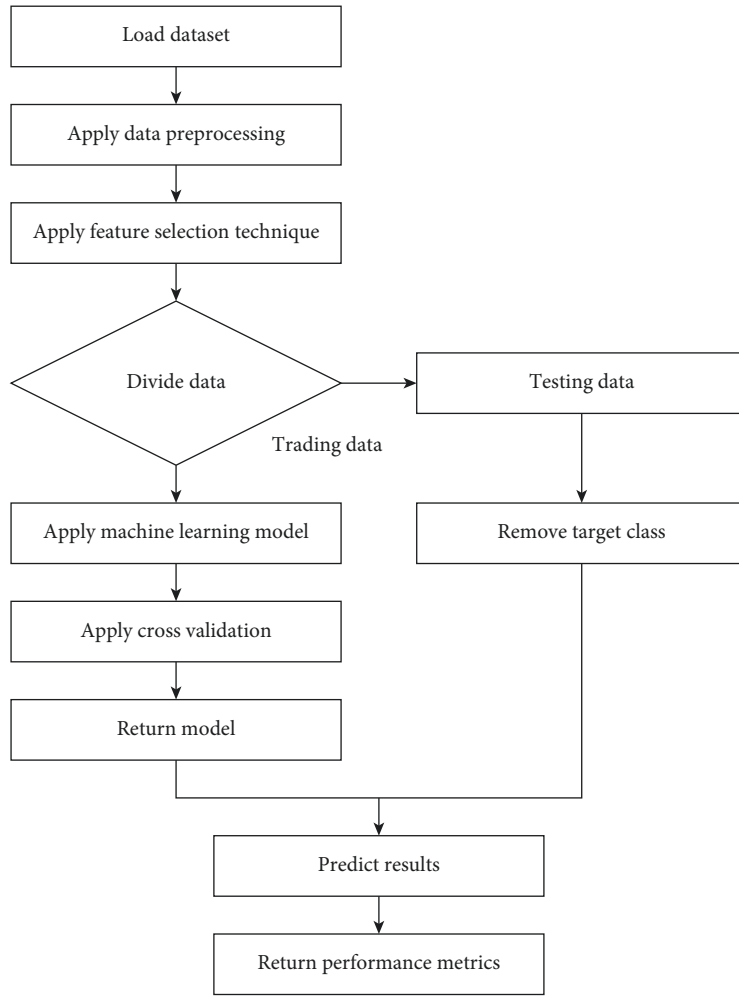 Load dataset
Apply data preprocessing
Apply feature selection technique
Divide data
Testing data
Trading data
Apply machine learning model
Remove target class
Apply cross validation
Return model
Predict results
Return performance metrics